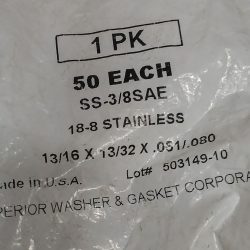 1 PK
50 EACH
SS-3/8SAE
18-8 STAINLESS
13/16 X 13/32 X .051/.080
Made in U.S.A. Lot# 503149-10
PERIOR WASHER & GASKET CORPORA